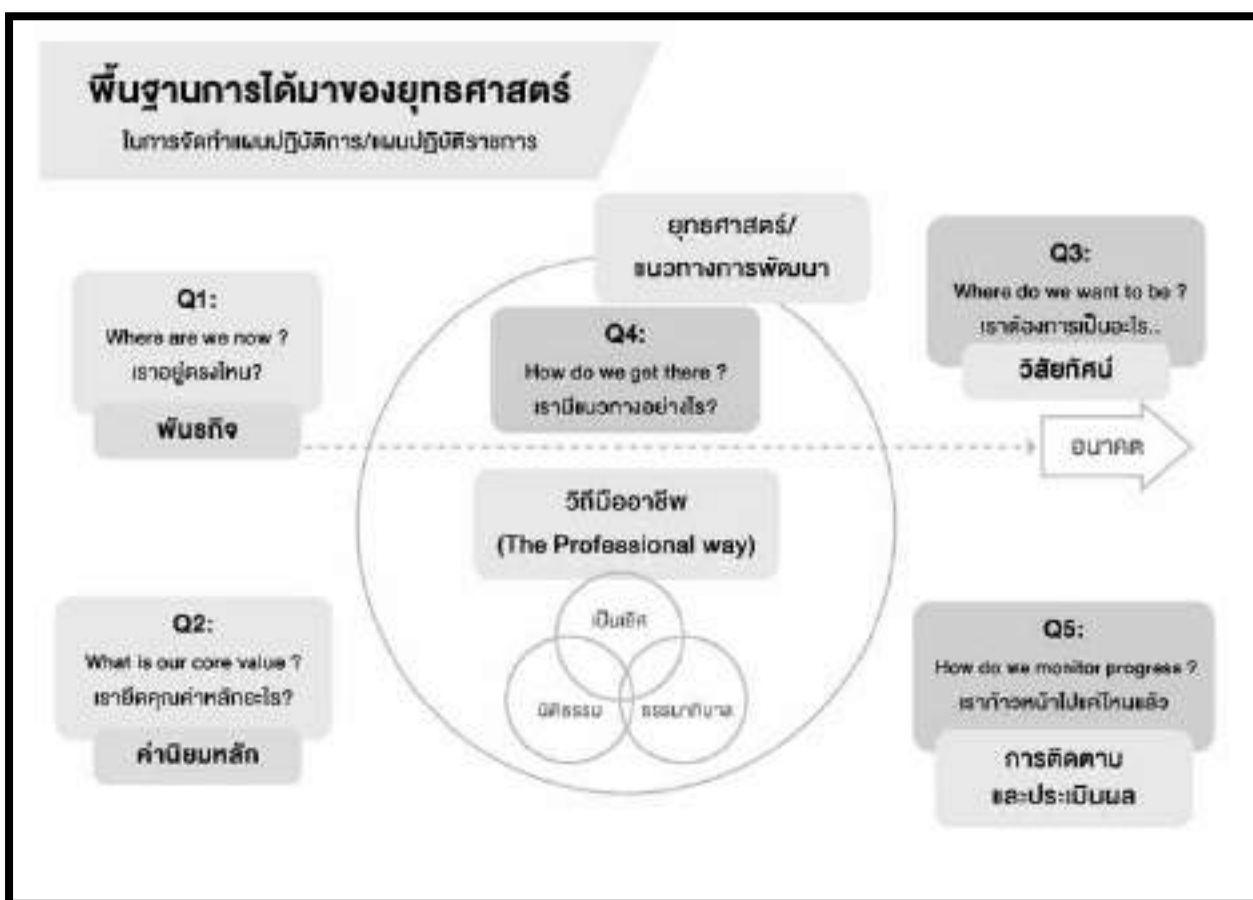 พื้นฐานการได้มาของยุทธศาสตร์
ในการจัดทำแผนปฏิบัติการ/แผนปฏิบัติราชการ
ยุทธศาสตร์/
แนวทางการพัฒนา
Q1:
Where are we now ?
เราอยู่ตรงไหน?
พันธกิจ
Q4:
How do we get there ?
เรามีแนวทางอย่างไร?
Q3:
Where do we want to be ?
เราต้องการเป็นอะไร..
วิสัยทัศน์
อนาคต
วิถีมืออาชีพ
(The Professional way)
เป็นเลิศ
นิติธรรม
ธรรมาภิบาล
Q2:
What is our core value ?
เรายึดคุณค่าหลักอะไร?
ค่านิยมหลัก
Q5:
How do we monitor progress ?
เราก้าวหน้าไปแค่ไหนแล้ว
การติดตาม
และประเมินผล